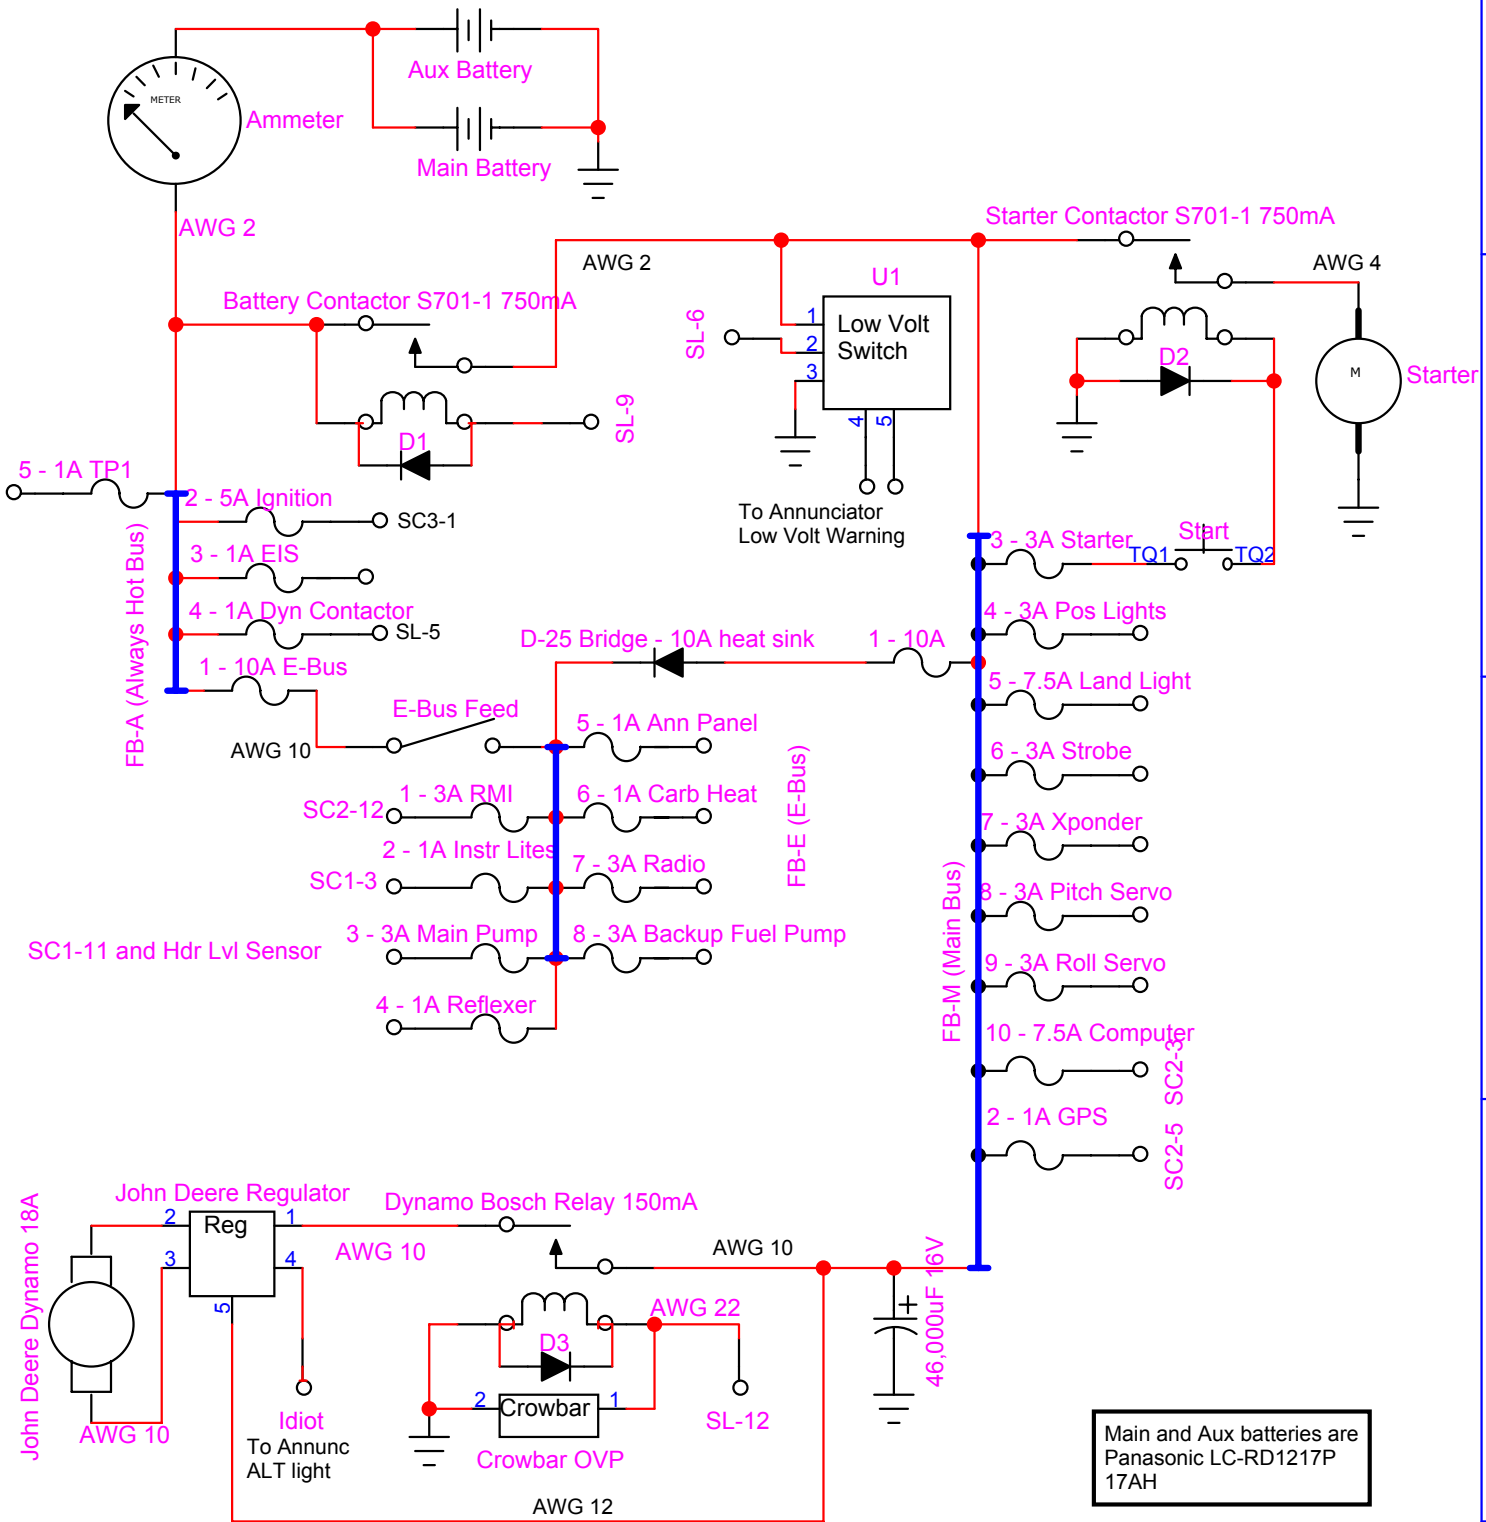 METER
Ammeter
Aux Battery
Main Battery
AWG 2
Battery Contactor S701-1 750mA
AWG 2
Starter Contactor S701-1 750mA
AWG 4
U1
1
2
3
4
5
Low Volt
Switch
SL-6
To Annunciator
Low Volt Warning
D2
M
Starter
D1
SL-9
5 - 1A TP1
2 - 5A Ignition
SC3-1
3 - 1A EIS
4 - 1A Dyn Contactor
SL-5
1 - 10A E-Bus
FB-A (Always Hot Bus)
AWG 10
E-Bus Feed
D-25 Bridge - 10A heat sink
1 - 10A
5 - 1A Ann Panel
1 - 3A RMI
SC2-12
6 - 1A Carb Heat
2 - 1A Instr Lites
SC1-3
7 - 3A Radio
3 - 3A Main Pump
SC1-11 and Hdr Lvl Sensor
8 - 3A Backup Fuel Pump
4 - 1A Reflexer
FB-E (E-Bus)
3 - 3A Starter
TQ1
Start
TQ2
4 - 3A Pos Lights
5 - 7.5A Land Light
6 - 3A Strobe
7 - 3A Xponder
8 - 3A Pitch Servo
9 - 3A Roll Servo
10 - 7.5A Computer
SC2-3
2 - 1A GPS
SC2-5
FB-M (Main Bus)
John Deere Regulator
Reg
2
3
1
4
5
John Deere Dynamo 18A
AWG 10
AWG 10
Idiot
To Annunc
ALT light
Dynamo Bosch Relay 150mA
AWG 10
AWG 22
D3
2
Crowbar
1
Crowbar OVP
SL-12
AWG 12
+
46,000uF 16V
Main and Aux batteries are
Panasonic LC-RD1217P
17AH